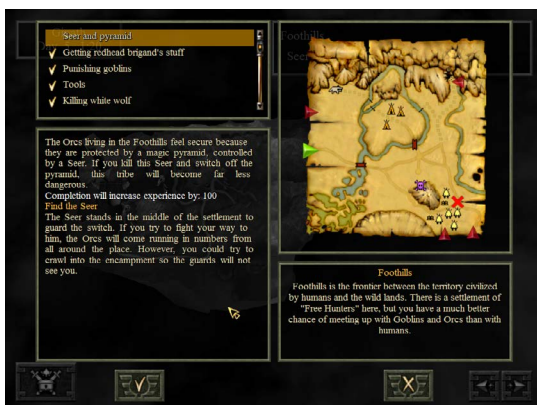 Seer and pyramid
Getting redhead brigand's stuff
Punishing goblins
Tools
Killing white wolf
The Orcs living in the Foothills feel secure because
they are protected by a magic pyramid, controlled
by a Seer. If you kill this Seer and switch off the
pyramid, this tribe will become far less
dangerous.
Completion will increase experience by: 100
Find the Seer
The Seer stands in the middle of the settlement to
guard the switch. If you try to fight your way to
him, the Orcs will come running in numbers from
all around the place. However, you could try to
crawl into the encampment so the guards will not
see you.
Foothills
Seer
Foothills
Foothills is the frontier between the territory civilized
by humans and the wild lands. There is a settlement of
"Free Hunters" here, but you have a much better
chance of meeting up with Goblins and Orcs than with
humans.